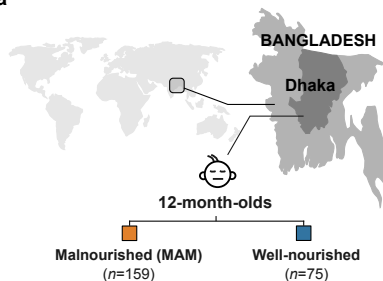 BANGLADESH
Dhaka
12-month-olds
Malnourished (MAM)
(n=159)
Well-nourished
(n=75)